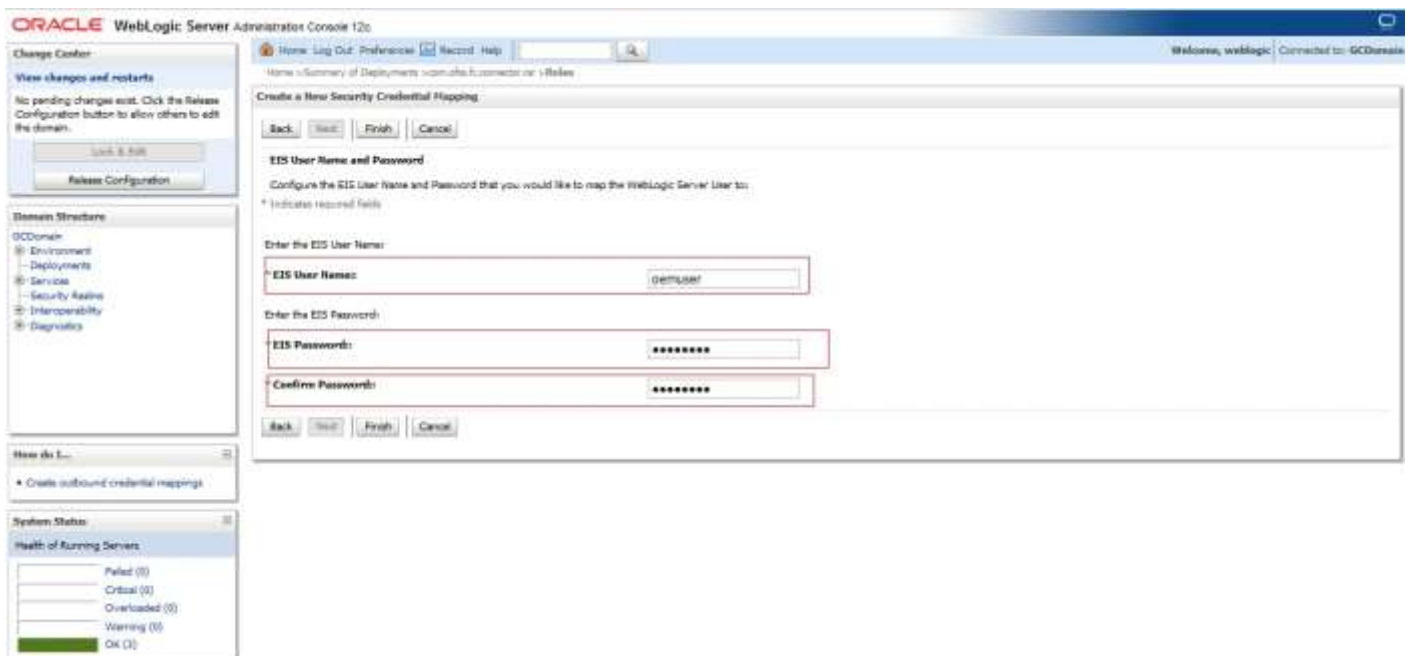 ORACLE WebLogic Server Administration Console 12c
Change Center
View changes and restarts
No pending changes exist. Click the Release
Configuration button to allow others to edit
the domain.
Lock & Edit
Release Configuration
Domain Structure
GCDomain
Environment
Deployments
Services
Security Realms
Interoperability
Diagnostics
How do I...
Create outbound credential mappings
System Status
Health of Running Servers
Failed (0)
Critical (0)
Overloaded (0)
Warning (0)
OK (3)
Home Log Out Preferences Record Help
Welcome, weblogic Connected to: GCDomain
Home >Summary of Deployments >Roles
Create a New Security Credential Mapping
Back Next Finish Cancel
EIS User Name and Password
Configure the EIS User Name and Password that you would like to map the WebLogic Server User to:
* Indicates required fields
Enter the EIS User Name:
* EIS User Name: oemuser
Enter the EIS Password:
* EIS Password: ••••••••
* Confirm Password: ••••••••
Back Next Finish Cancel